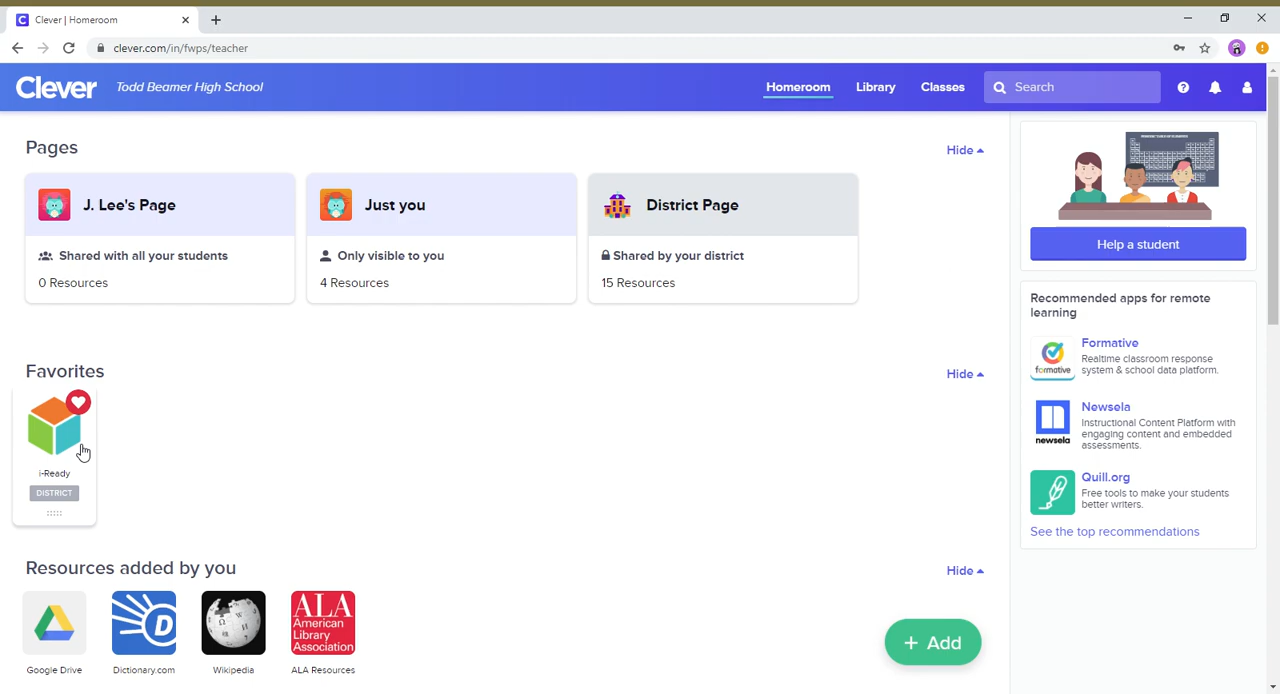 Clever | Homeroom
clever.com/in/fwps/teacher
Clever
Todd Beamer High School
Homeroom
Library
Classes
Search
Pages
Hide
J. Lee's Page
Shared with all your students
0 Resources
Just you
Only visible to you
4 Resources
District Page
Shared by your district
15 Resources
Favorites
Hide
i-Ready
DISTRICT
Resources added by you
Hide
Google Drive
Dictionary.com
Wikipedia
ALA
American
Library
Association
ALA Resources
+ Add
Help a student
Recommended apps for remote
learning
formative
Formative
Realtime classroom response
system & school data platform.
newsela
Newsela
Instructional Content Platform with
engaging content and embedded
assessments.
Quill.org
Free tools to make your students
better writers.
See the top recommendations